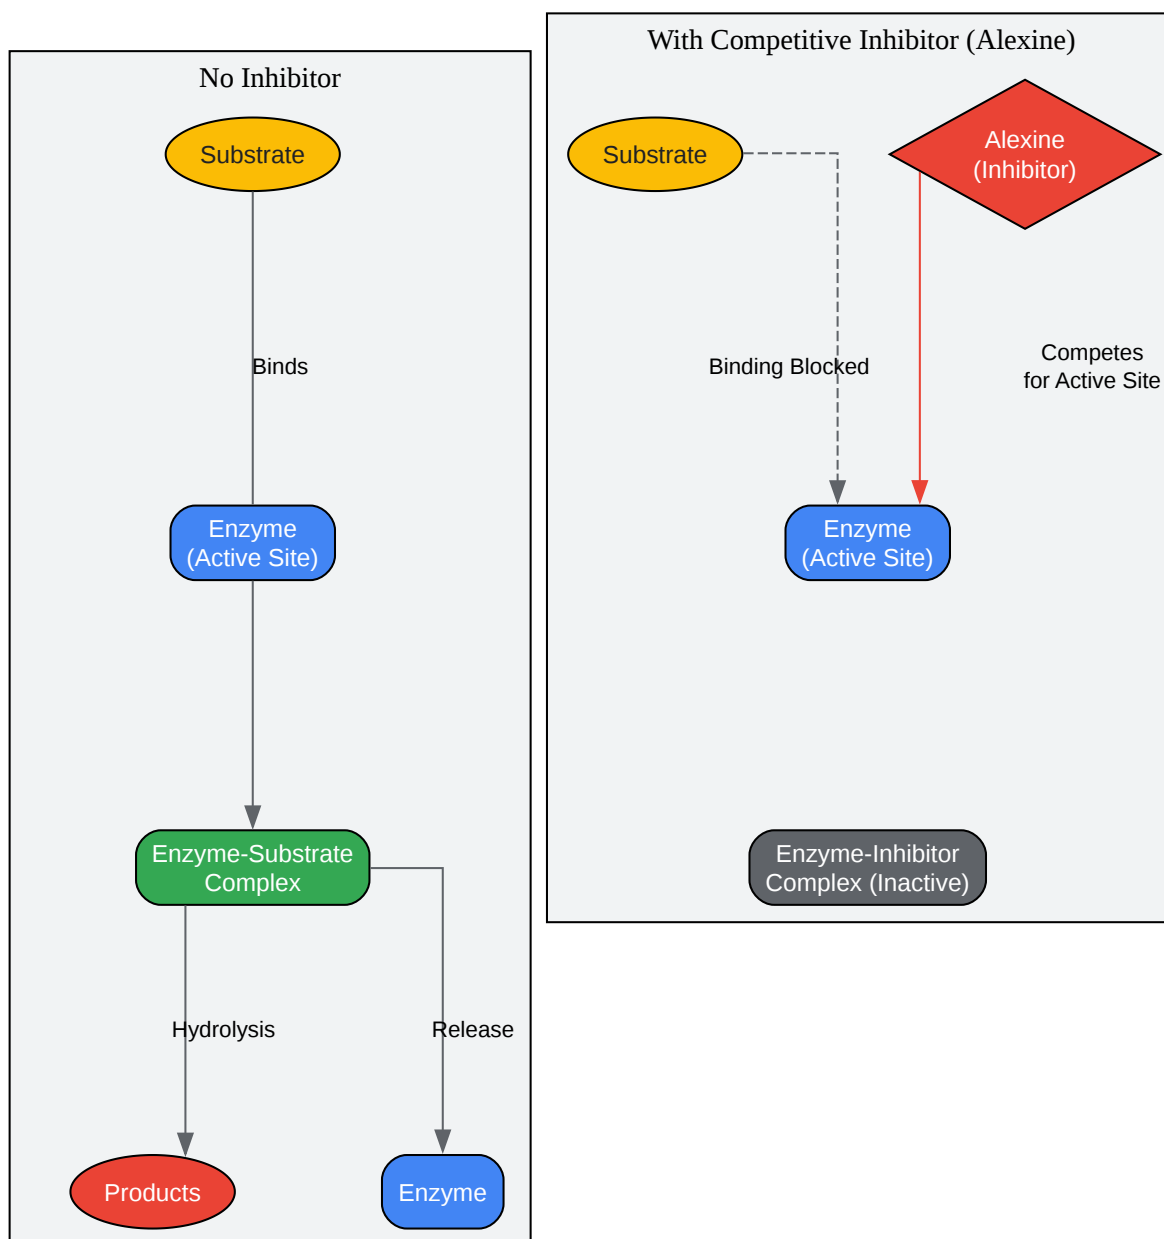 No Inhibitor
Substrate
Binds
Enzyme
(Active Site)
Enzyme-Substrate
Complex
Hydrolysis
Release
Products
Enzyme
With Competitive Inhibitor (Alexine)
Substrate
Alexine
(Inhibitor)
Binding Blocked
Competes
for Active Site
Enzyme
(Active Site)
Enzyme-Inhibitor
Complex (Inactive)